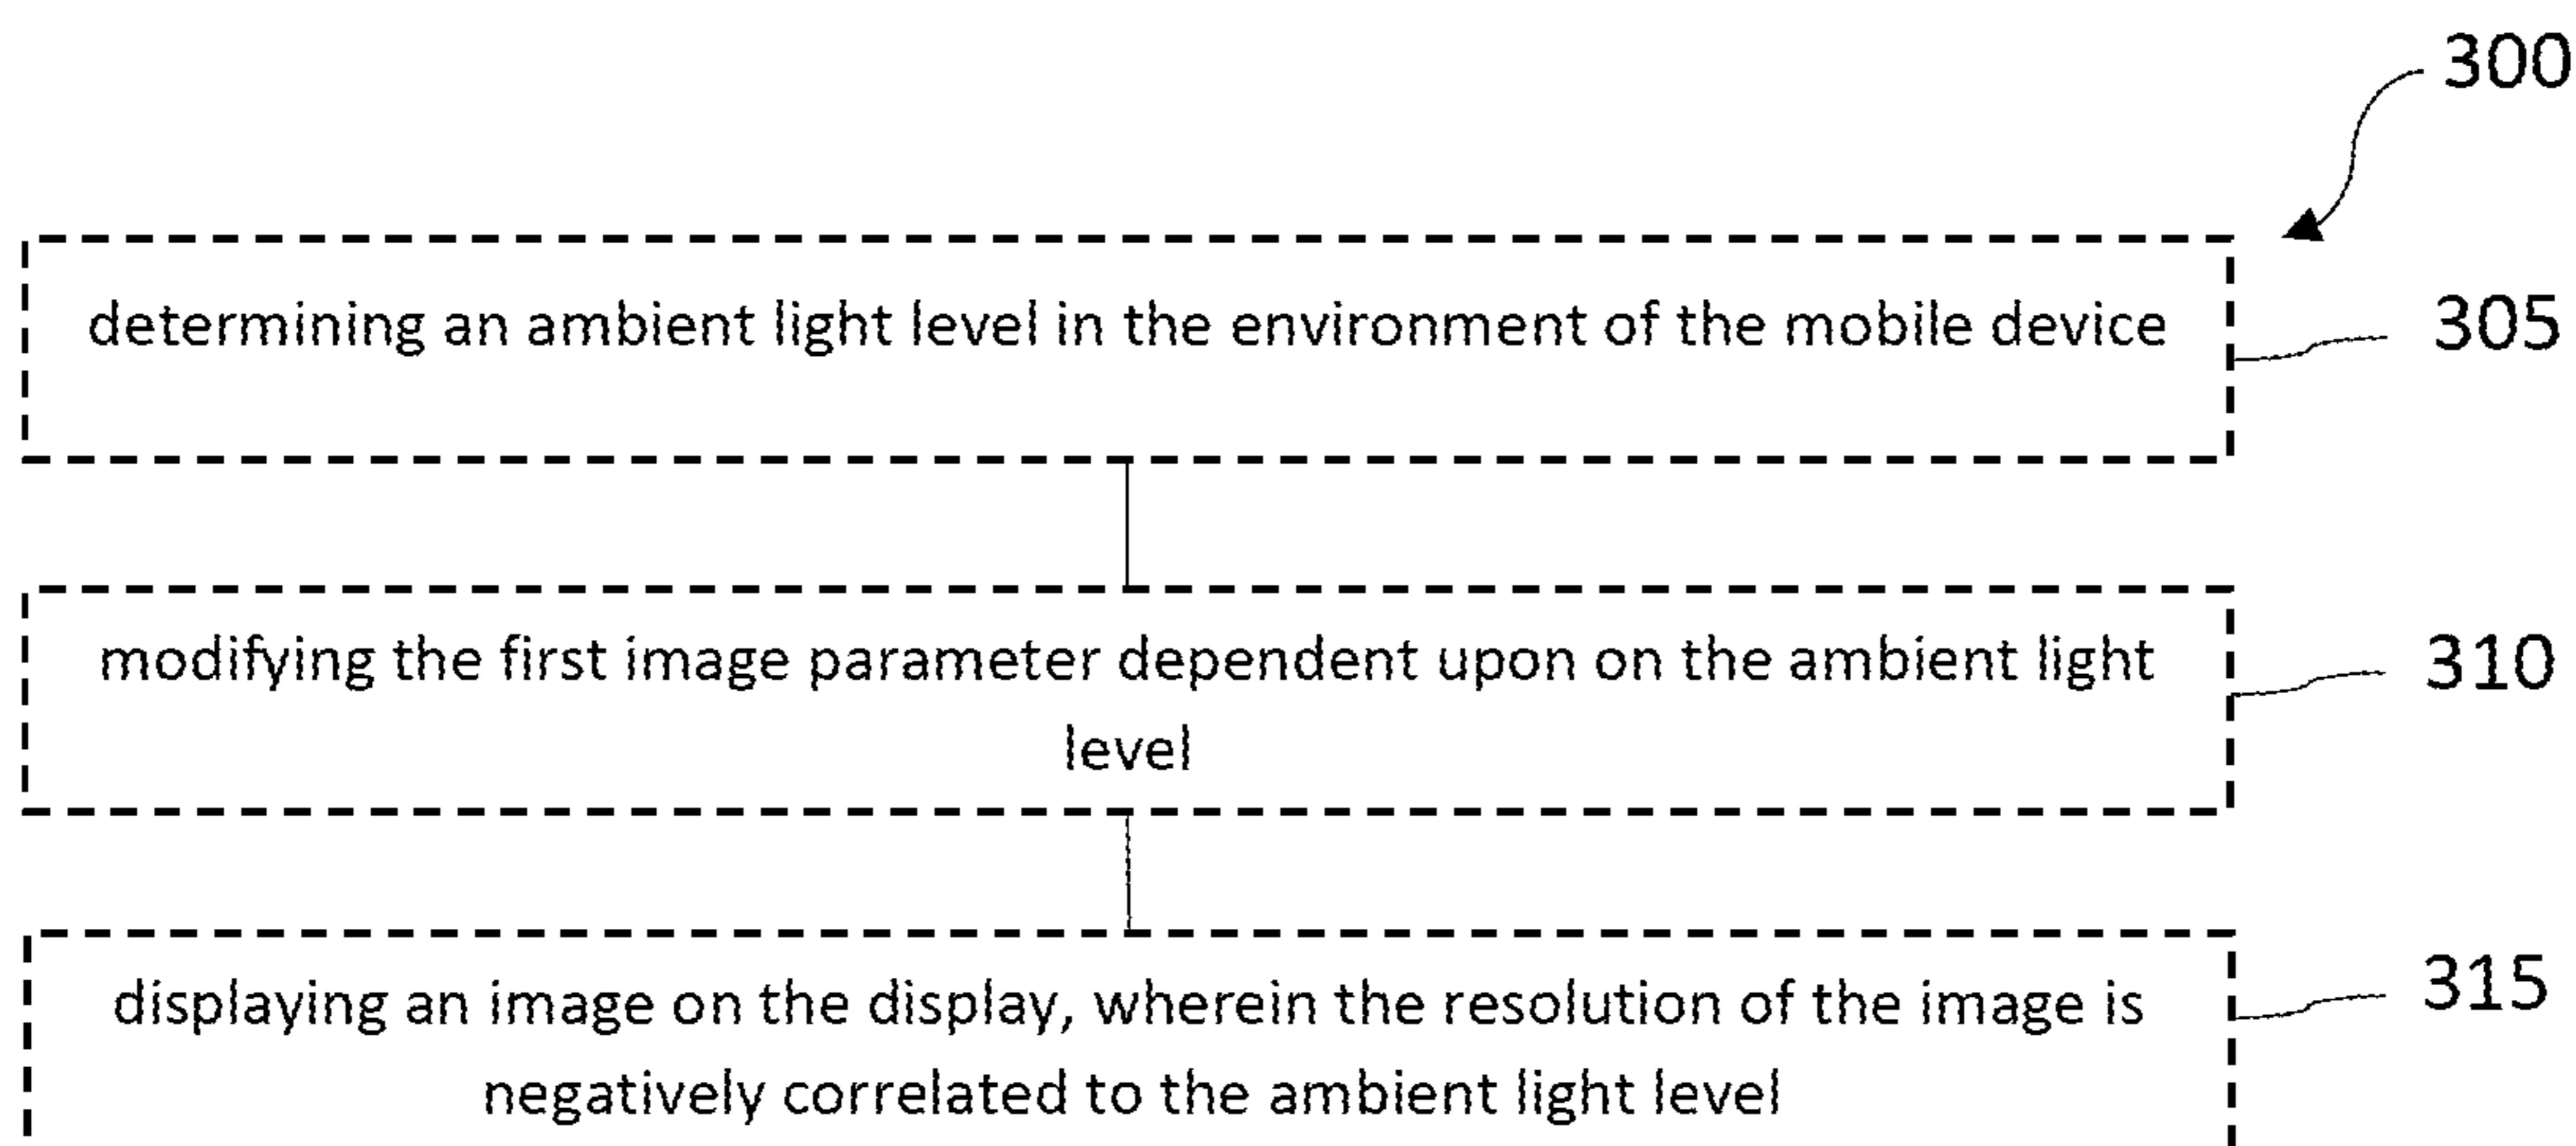 300
determining an ambient light level in the environment of the mobile device
305
modifying the first image parameter dependent upon on the ambient light
level
310
displaying an image on the display, wherein the resolution of the image is
negatively correlated to the ambient light level
315